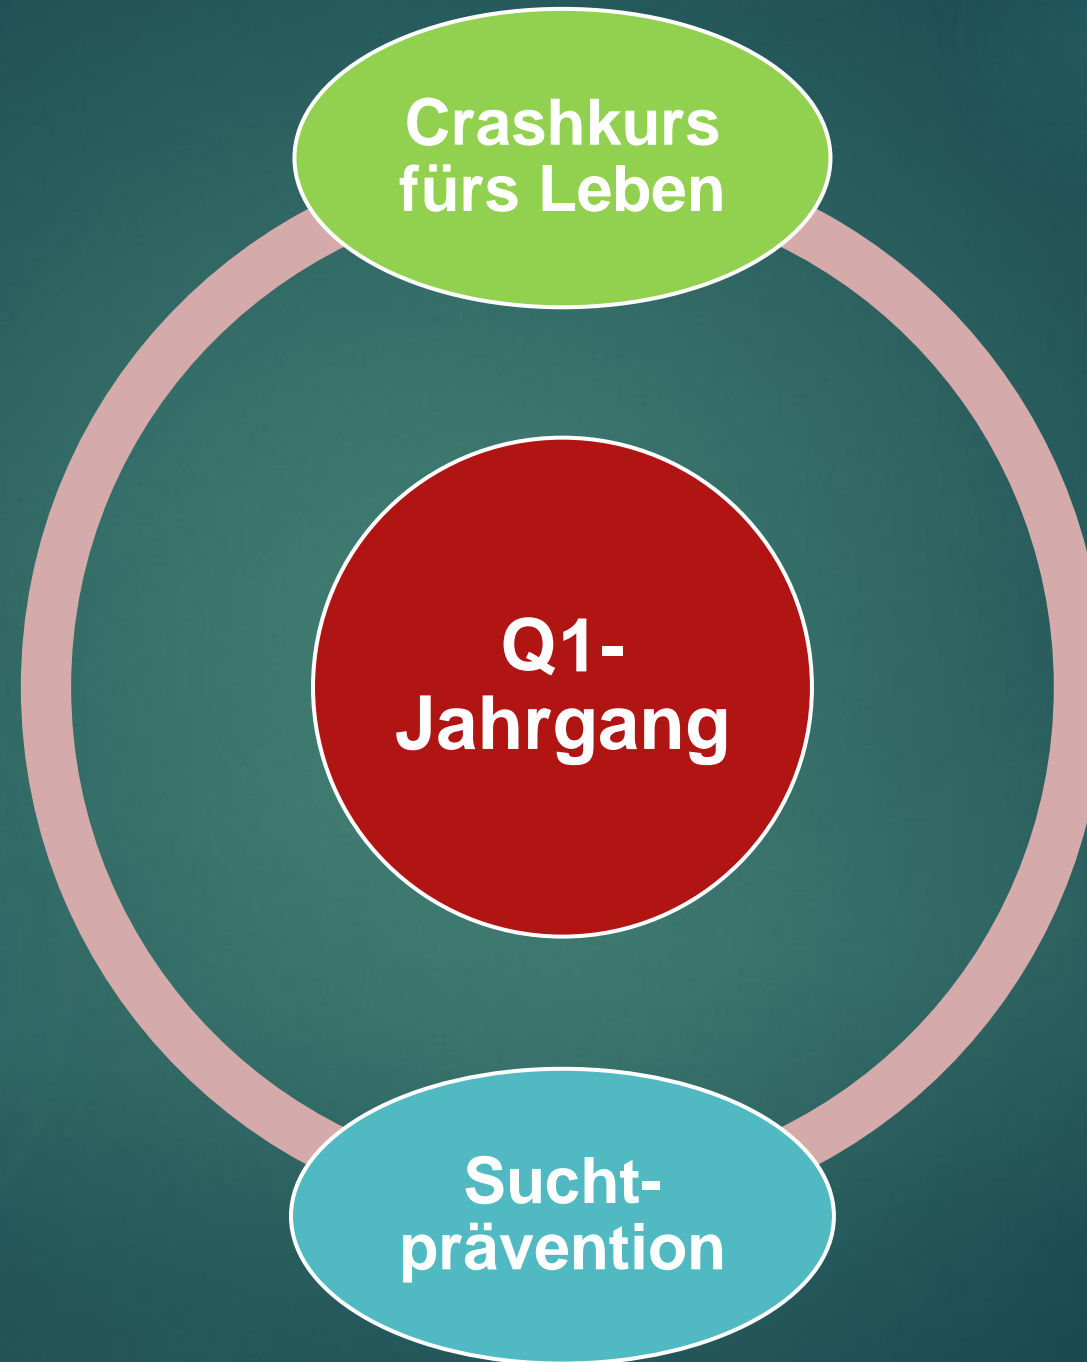 Crashkurs
fürs Leben
Q1-
Jahrgang
Sucht-
prävention